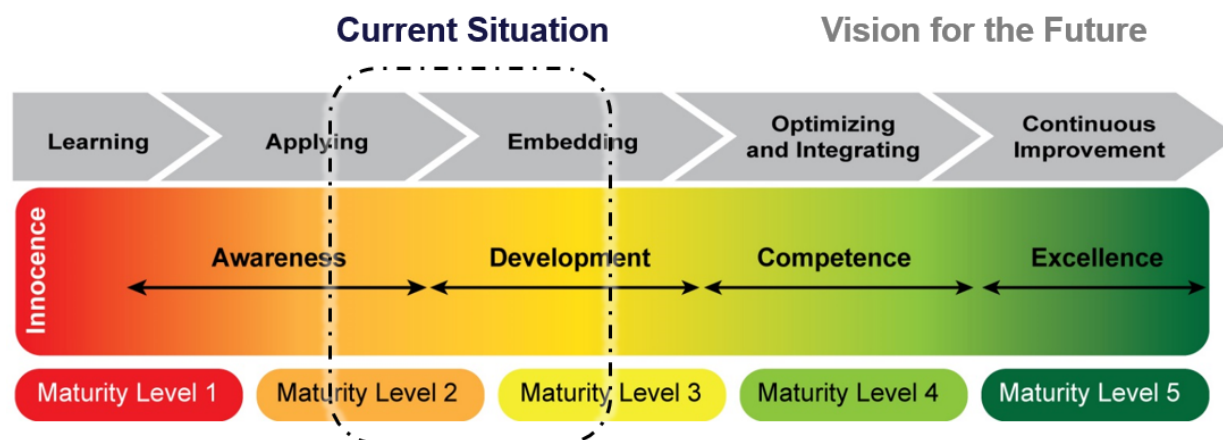 Current Situation
Vision for the Future
Learning
Applying
Embedding
Optimizing
and Integrating
Continuous
Improvement
Innocence
Awareness
Development
Competence
Excellence
Maturity Level 1
Maturity Level 2
Maturity Level 3
Maturity Level 4
Maturity Level 5